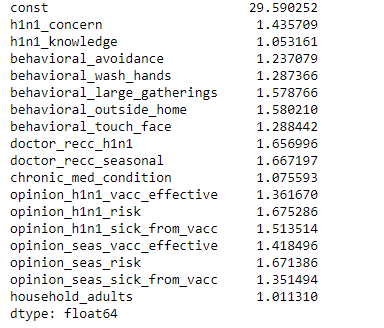 const 29.590252
h1n1_concern 1.435709
h1n1_knowledge 1.053161
behavioral_avoidance 1.237079
behavioral_wash_hands 1.287366
behavioral_large_gatherings 1.578766
behavioral_outside_home 1.580210
behavioral_touch_face 1.288442
doctor_recc_h1n1 1.656996
doctor_recc_seasonal 1.667197
chronic_med_condition 1.075593
opinion_h1n1_vacc_effective 1.361670
opinion_h1n1_risk 1.675286
opinion_h1n1_sick_from_vacc 1.513514
opinion_seas_vacc_effective 1.418496
opinion_seas_risk 1.671386
opinion_seas_sick_from_vacc 1.351494
household_adults 1.011310
dtype: float64